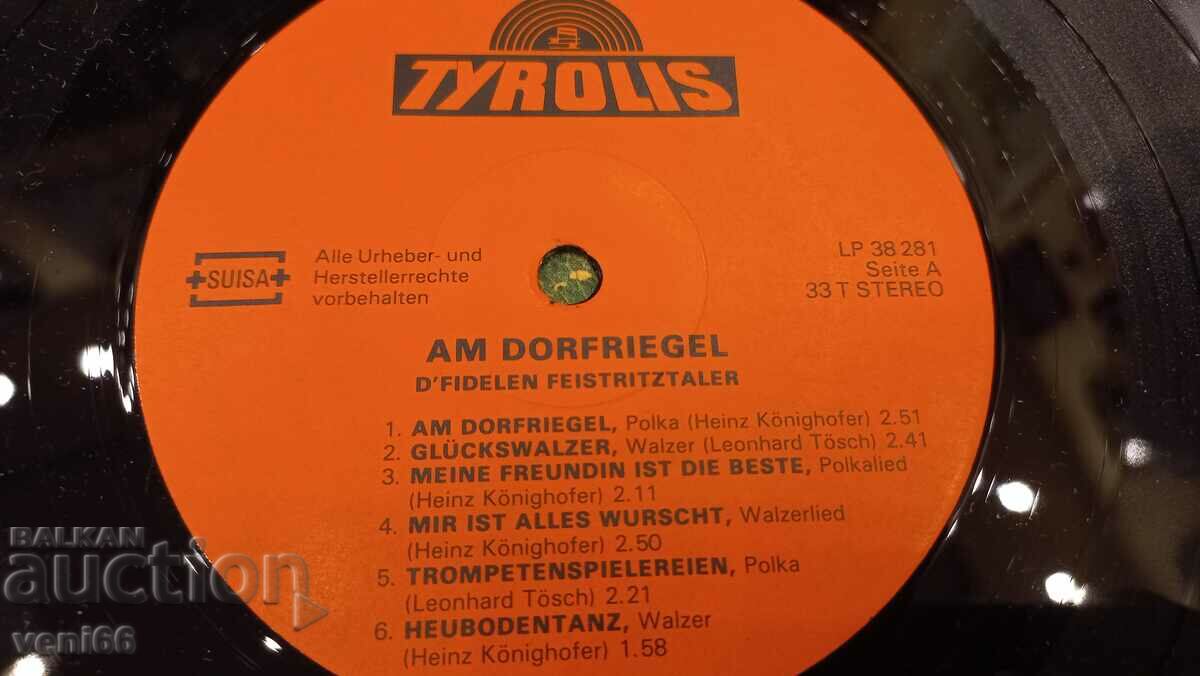 TYROLIS
+SUISA+
Alle Urheber- und
Herstellerrechte
vorbehalten
LP 38 281
Seite A
33 T STEREO
AM DORFRIEGEL
D'FIDELEN FEISTRITZTALER
1. AM DORFRIEGEL, Polka (Heinz Könighofer) 2.51
2. GLÜCKSWALZER, Walzer (Leonhard Tösch) 2.41
3. MEINE FREUNDIN IST DIE BESTE, Polkalied
(Heinz Könighofer) 2.11
4. MIR IST ALLES WURSCHT, Walzerlied
(Heinz Könighofer) 2.50
5. TROMPETENSPIELEREIEN, Polka
(Leonhard Tösch) 2.21
6. HEUBODENTANZ, Walzer
(Heinz Könighofer) 1.58
BALKAN
auction
veni66